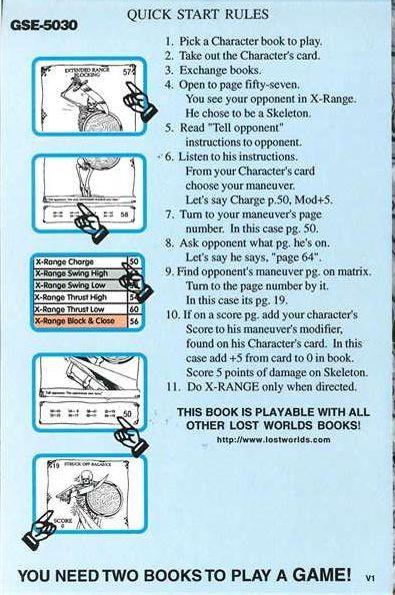 QUICK START RULES
GSE-5030
1. Pick a Character book to play.
2. Take out the Character's card.
3. Exchange books.
4. Open to page fifty-seven.
You see your opponent in X-Range.
He chose to be a Skeleton.
5. Read "Tell opponent"
instructions to opponent.
6. Listen to his instructions.
From your Character's card
choose your maneuver.
Let's say Charge p.50, Mod+5.
7. Turn to your maneuver's page
number. In this case pg. 50.
8. Ask opponent what pg. he's on.
Let's say he says, "page 64".
9. Find opponent's maneuver pg. on matrix.
Turn to the page number by it.
In this case its pg. 19.
10. If on a score pg. add your character's
Score to his maneuver's modifier,
found on his Character's card. In this
case add +5 from card to 0 in book.
Score 5 points of damage on Skeleton.
11. Do X-RANGE only when directed.
THIS BOOK IS PLAYABLE WITH ALL
OTHER LOST WORLDS BOOKS!
http://www.lostworlds.com
EXTENDED RANGE
BLOCKING
57
58
X-Range Charge 50
X-Range Swing High
X-Range Swing Low
X-Range Thrust High
X-Range Thrust Low 60
X-Range Block & Close 56
50
19
STRUCK OFF BALANCE
SCORE
0
YOU NEED TWO BOOKS TO PLAY A GAME!
V1